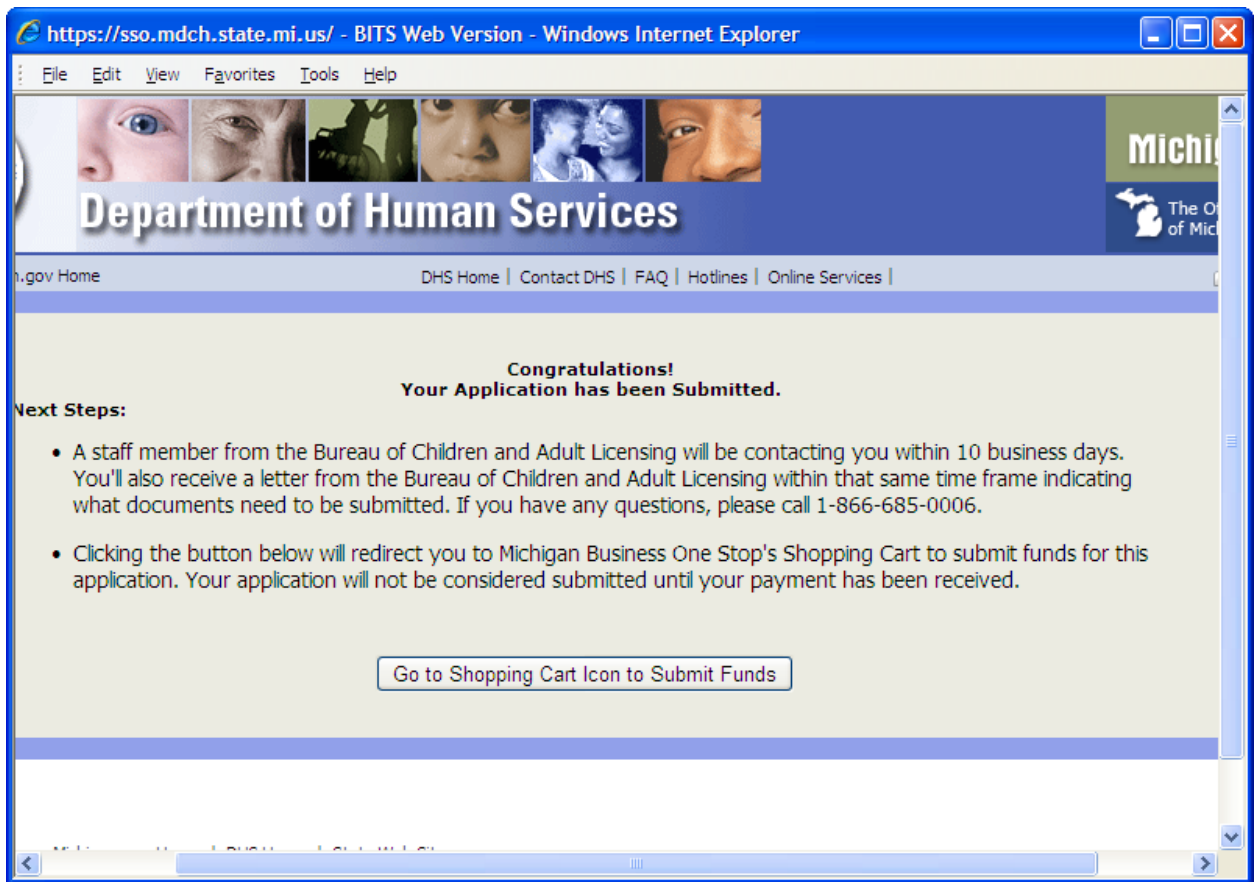 https://sso.mdch.state.mi.us/ - BITS Web Version - Windows Internet Explorer
File Edit View Favorites Tools Help
Michi
Department of Human Services
The Of
of Mich
.gov Home DHS Home | Contact DHS | FAQ | Hotlines | Online Services |
Congratulations!
Your Application has been Submitted.
Next Steps:
• A staff member from the Bureau of Children and Adult Licensing will be contacting you within 10 business days.
You'll also receive a letter from the Bureau of Children and Adult Licensing within that same time frame indicating
what documents need to be submitted. If you have any questions, please call 1-866-685-0006.
• Clicking the button below will redirect you to Michigan Business One Stop's Shopping Cart to submit funds for this
application. Your application will not be considered submitted until your payment has been received.
Go to Shopping Cart Icon to Submit Funds